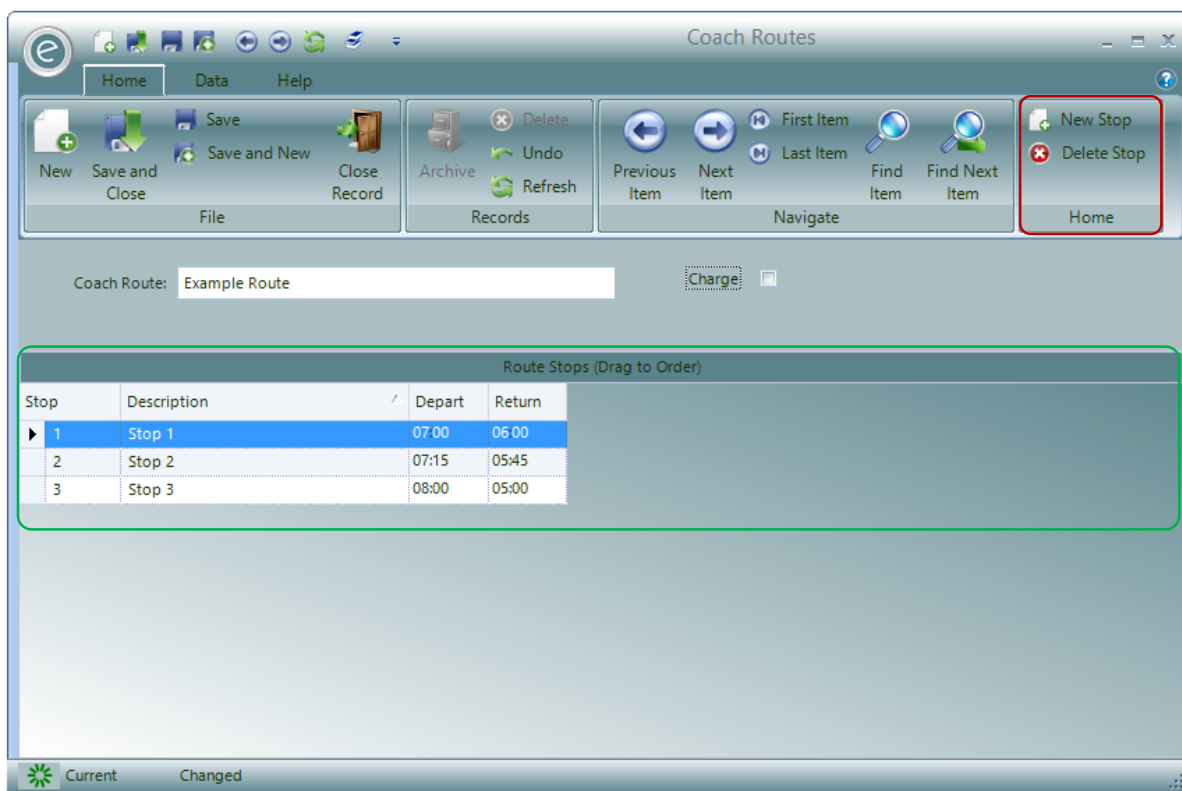 Coach Routes
Home Data Help
New
Save and Close
Save
Save and New
Close Record
File
Archive
Delete
Undo
Refresh
Records
Previous Item
Next Item
First Item
Last Item
Find Item
Find Next Item
Navigate
New Stop
Delete Stop
Home
Coach Route: Example Route Charge
Route Stops (Drag to Order)
Stop Description Depart Return
1 Stop 1 07:00 06:00
2 Stop 2 07:15 05:45
3 Stop 3 08:00 05:00
Current Changed